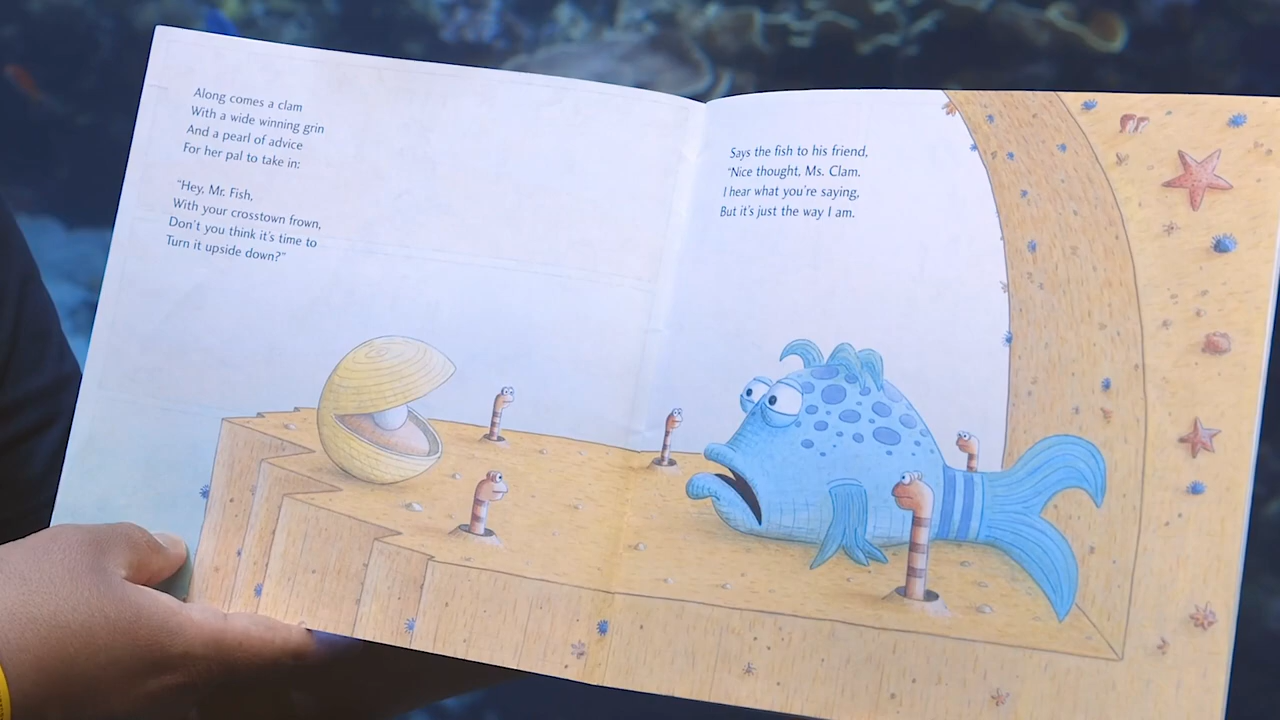 Along comes a clam
With a wide winning grin
And a pearl of advice
For her pal to take in:
"Hey, Mr. Fish,
With your crosstown frown,
Don't you think it's time to
Turn it upside down?"
Says the fish to his friend,
"Nice thought, Ms. Clam.
I hear what you're saying,
But it's just the way I am.